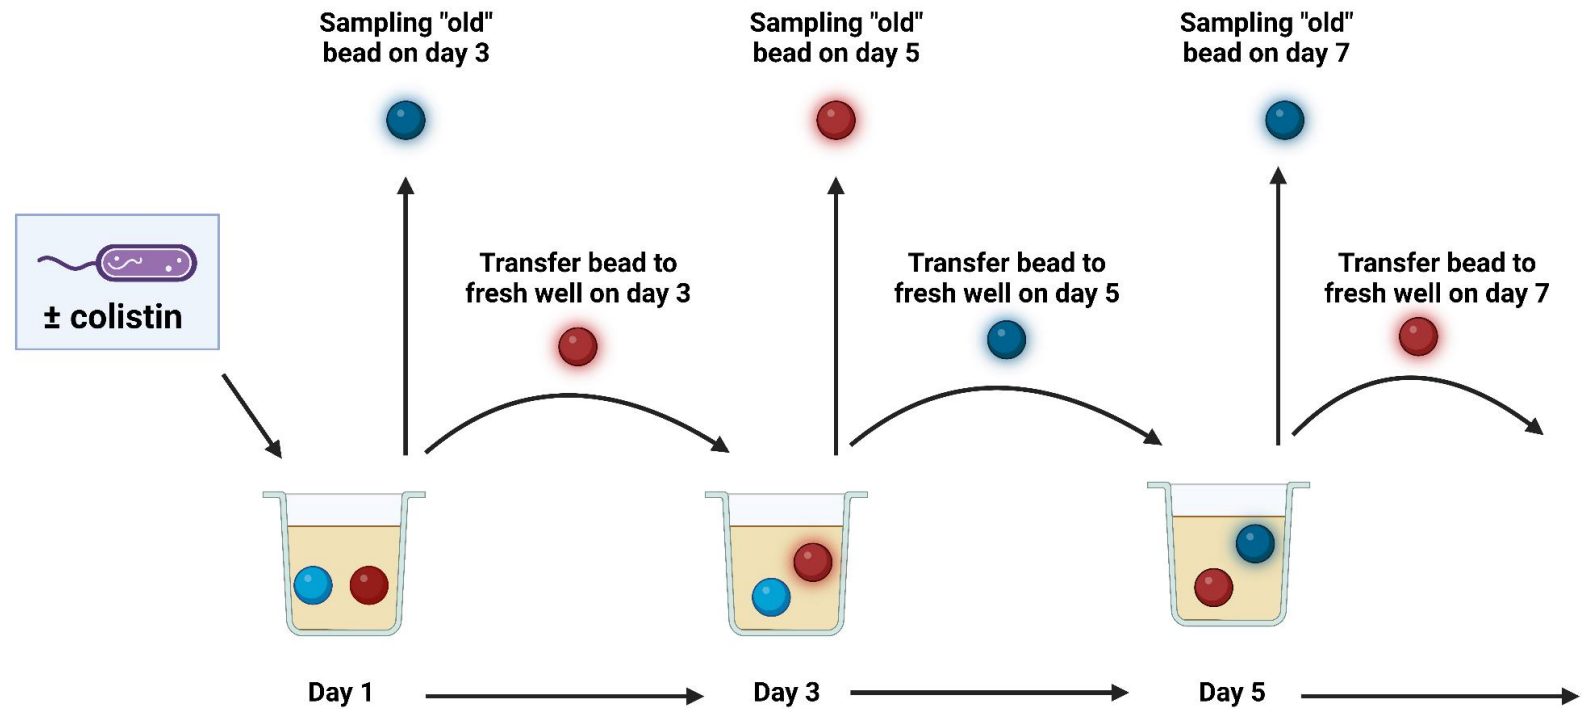 Sampling "old"
bead on day 3
Sampling "old"
bead on day 5
Sampling "old"
bead on day 7
± colistin
Transfer bead to
fresh well on day 3
Transfer bead to
fresh well on day 5
Transfer bead to
fresh well on day 7
Day 1
Day 3
Day 5